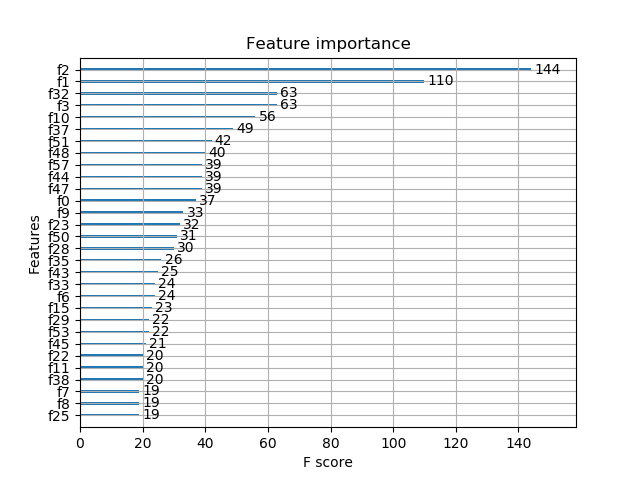 Feature importance
f2 144
f1 110
f32 63
f3 63
f10 56
f37 49
f51 42
f48 40
f57 39
f44 39
f47 39
f0 37
f9 33
f23 32
f50 31
f28 30
f35 26
f43 25
f33 24
f6 24
f15 23
f29 22
f53 22
f45 21
f22 20
f11 20
f38 20
f7 19
f8 19
f25 19
Features
0 20 40 60 80 100 120 140
F score